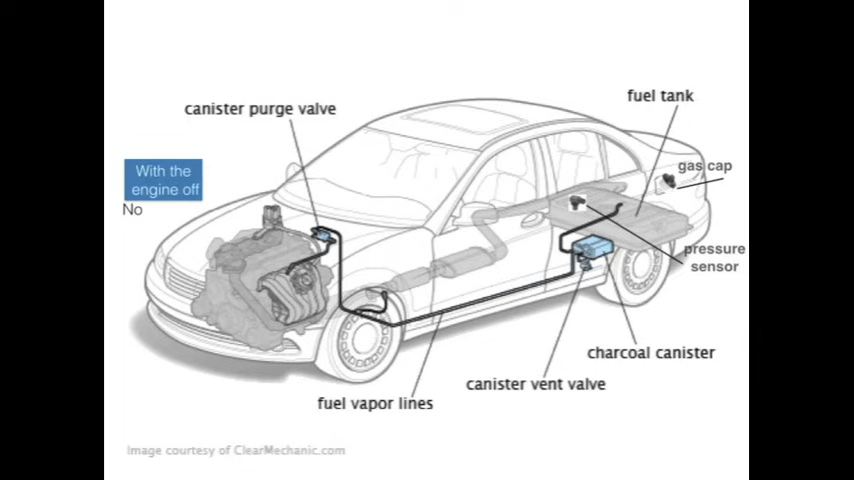 canister purge valve
fuel tank
With the
engine off
No
gas cap
pressure
sensor
charcoal canister
canister vent valve
fuel vapor lines
Image courtesy of ClearMechanic.com